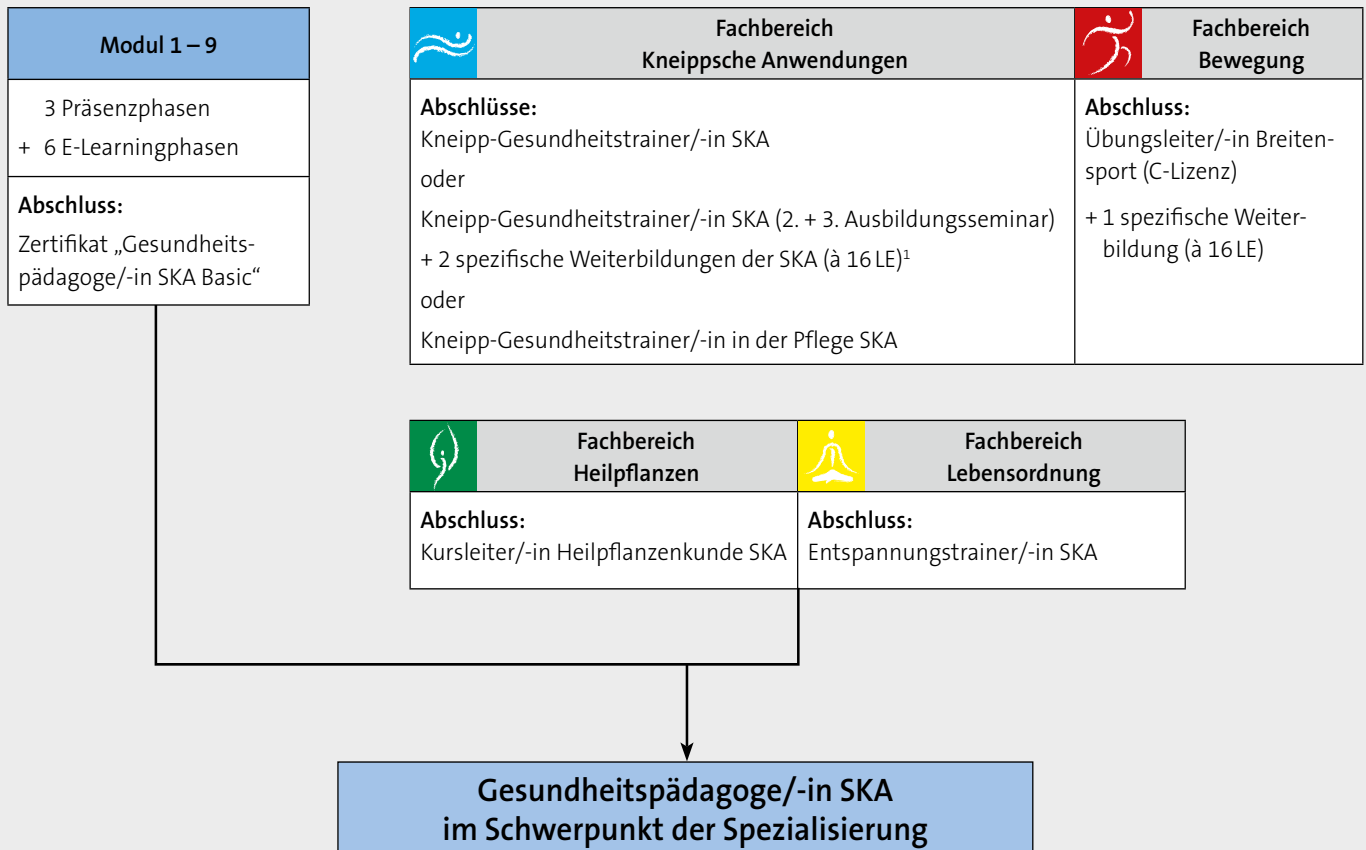 Modul 1 – 9
3 Präsenzphasen
+ 6 E-Learningphasen
Abschluss:
Zertifikat „Gesundheits-
pädagoge/-in SKA Basic“
Fachbereich
Kneippsche Anwendungen
Abschlüsse:
Kneipp-Gesundheitstrainer/-in SKA
oder
Kneipp-Gesundheitstrainer/-in SKA (2. + 3. Ausbildungsseminar)
+ 2 spezifische Weiterbildungen der SKA (à 16 LE)¹
oder
Kneipp-Gesundheitstrainer/-in in der Pflege SKA
Fachbereich
Bewegung
Abschluss:
Übungsleiter/-in Breiten-
sport (C-Lizenz)
+ 1 spezifische Weiter-
bildung (à 16 LE)
Fachbereich
Heilpflanzen
Abschluss:
Kursleiter/-in Heilpflanzenkunde SKA
Fachbereich
Lebensordnung
Abschluss:
Entspannungstrainer/-in SKA
Gesundheitspädagoge/-in SKA
im Schwerpunkt der Spezialisierung